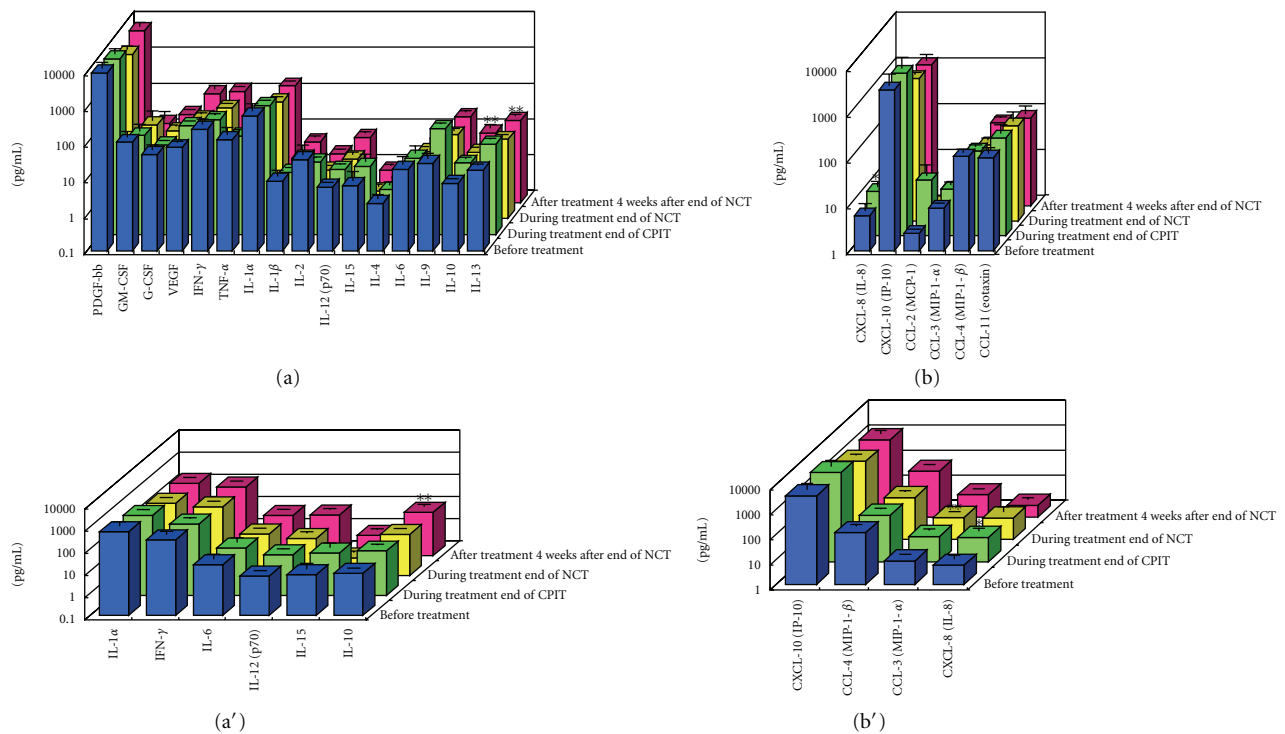 10000
1000
100
10
1
0.1
(pg/mL)
**
**
After treatment 4 weeks after end of NCT
During treatment end of NCT
During treatment end of CPIT
Before treatment
PDGF-bb
GM-CSF
G-CSF
VEGF
IFN-γ
TNF-α
IL-1α
IL-1β
IL-2
IL-12 (p70)
IL-15
IL-4
IL-6
IL-9
IL-10
IL-13
(a)
10000
1000
100
10
1
(pg/mL)
*
After treatment 4 weeks after end of NCT
During treatment end of NCT
During treatment end of CPIT
Before treatment
CXCL-8 (IL-8)
CXCL-10 (IP-10)
CCL-2 (MCP-1)
CCL-3 (MIP-1-α)
CCL-4 (MIP-1-β)
CCL-11 (eotaxin)
(b)
10000
1000
100
10
1
0.1
(pg/mL)
**
After treatment 4 weeks after end of NCT
During treatment end of NCT
During treatment end of CPIT
Before treatment
IL-1α
IFN-γ
IL-6
IL-12 (p70)
IL-15
IL-10
(a′)
10000
1000
100
10
1
(pg/mL)
**
*
After treatment 4 weeks after end of NCT
During treatment end of NCT
During treatment end of CPIT
Before treatment
CXCL-10 (IP-10)
CCL-4 (MIP-1-β)
CCL-3 (MIP-1-α)
CXCL-8 (IL-8)
(b′)